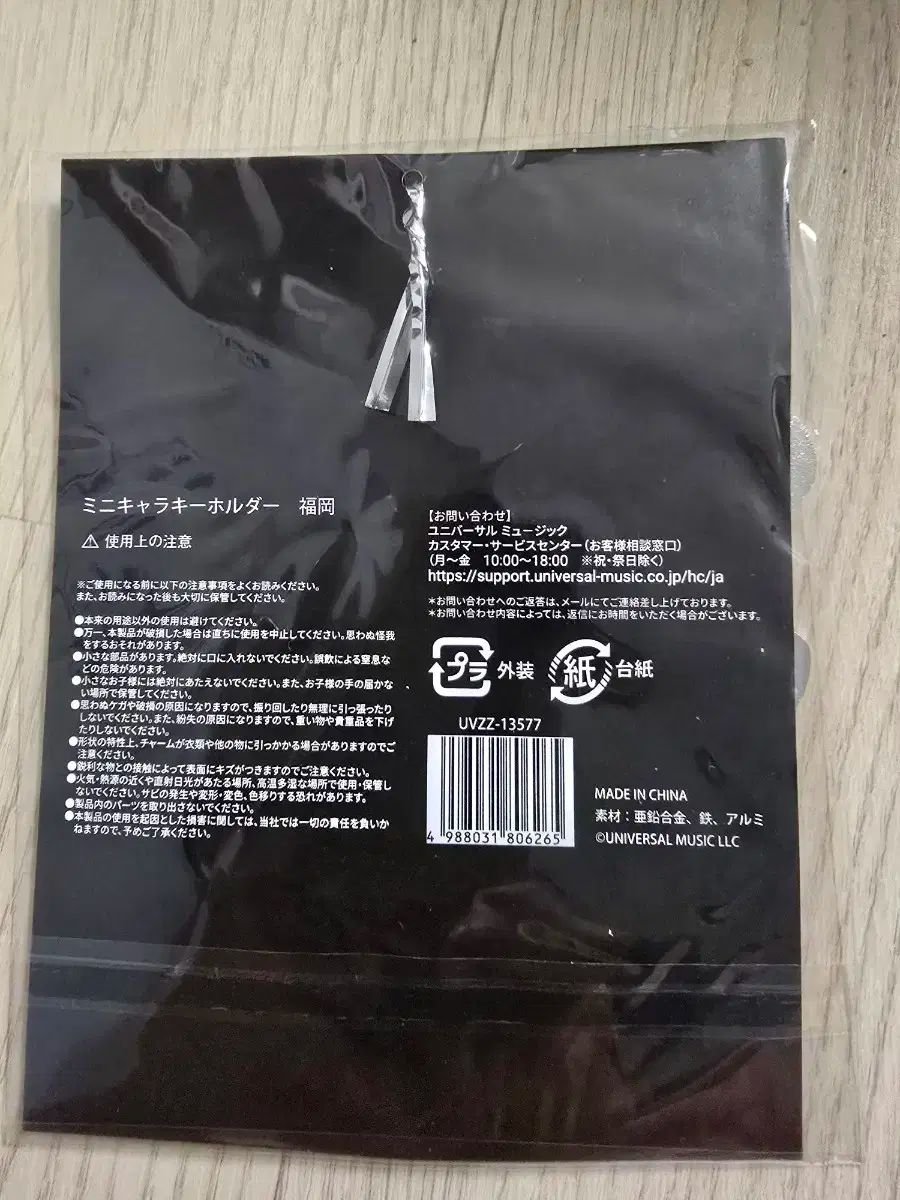 ミニキャラキーホルダー　福岡
⚠ 使用上の注意
※ご使用になる前に以下の注意事項をよくお読みください。
また、お読みになった後も大切に保管してください。
●本来の用途以外の使用は避けてください。
●万一、本製品が破損した場合は直ちに使用を中止してください。思わぬ怪我
をするおそれがあります。
●小さな部品があります。絶対に口に入れないでください。誤飲による窒息な
どの危険があります。
●小さなお子様には絶対にあたえないでください。また、お子様の手の届かな
い場所で保管してください。
●思わぬケガや破損の原因になりますので、振り回したり無理に引っ張ったり
しないでください。また、紛失の原因になりますので、重い物や貴重品を下げ
たりしないでください。
●形状の特性上、チャームが衣類や他の物に引っかかる場合がありますのでご
注意ください。
●鋭利な物との接触によって表面にキズがつきますのでご注意ください。
●火気・熱源の近くや直射日光があたる場所、高温多湿な場所で使用・保管し
ないでください。サビの発生や変形・変色、色移りする恐れがあります。
●製品内のパーツを取り出さないでください。
●本製品の使用を起因とした損害に関しては、当社では一切の責任を負いか
ねますので、予めご了承ください。
【お問い合わせ】
ユニバーサル ミュージック
カスタマー・サービスセンター（お客様相談窓口）
（月〜金　10:00〜18:00　※祝・祭日除く）
https://support.universal-music.co.jp/hc/ja
＊お問い合わせへのご返答は、メールにてご連絡差し上げております。
＊お問い合わせ内容によっては、返信にお時間をいただく場合がございます。
プラ 外装 紙 台紙
UVZZ-13577
4 988031 806265
MADE IN CHINA
素材：亜鉛合金、鉄、アルミ
©UNIVERSAL MUSIC LLC